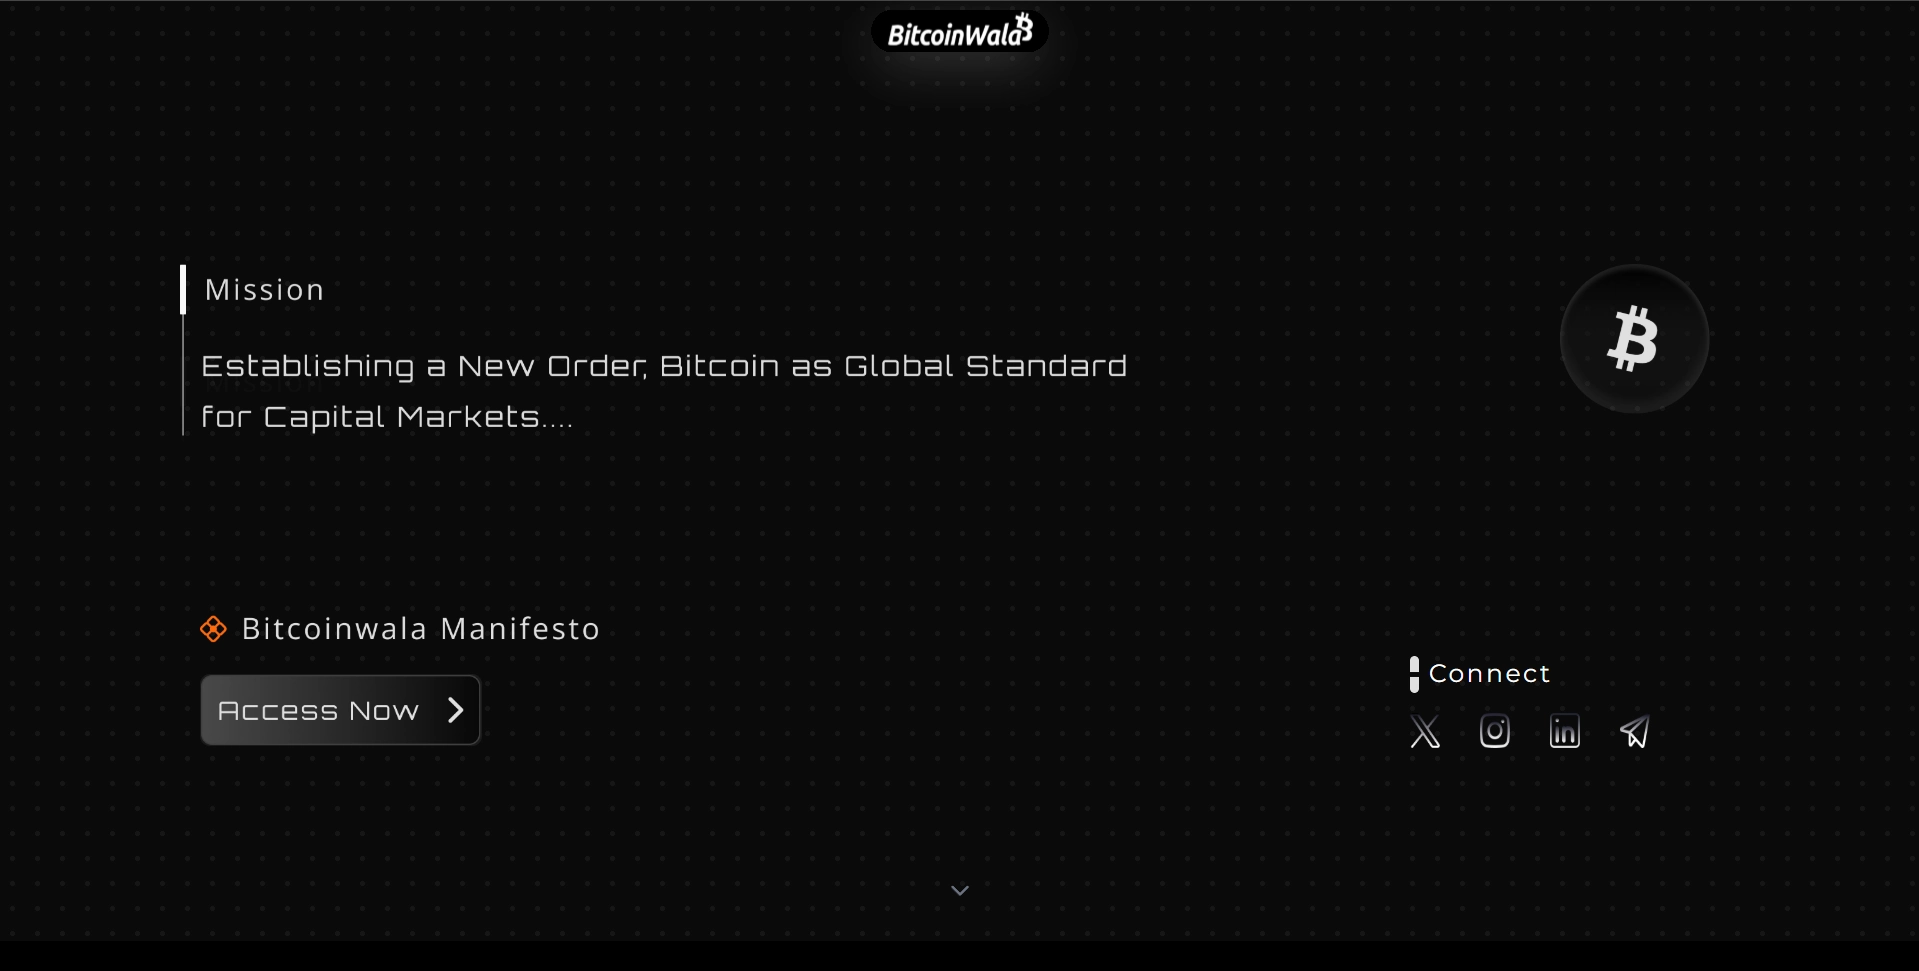 BitcoinWala
Mission
Establishing a New Order, Bitcoin as Global Standard
for Capital Markets....
Bitcoinwala Manifesto
Access Now
Connect